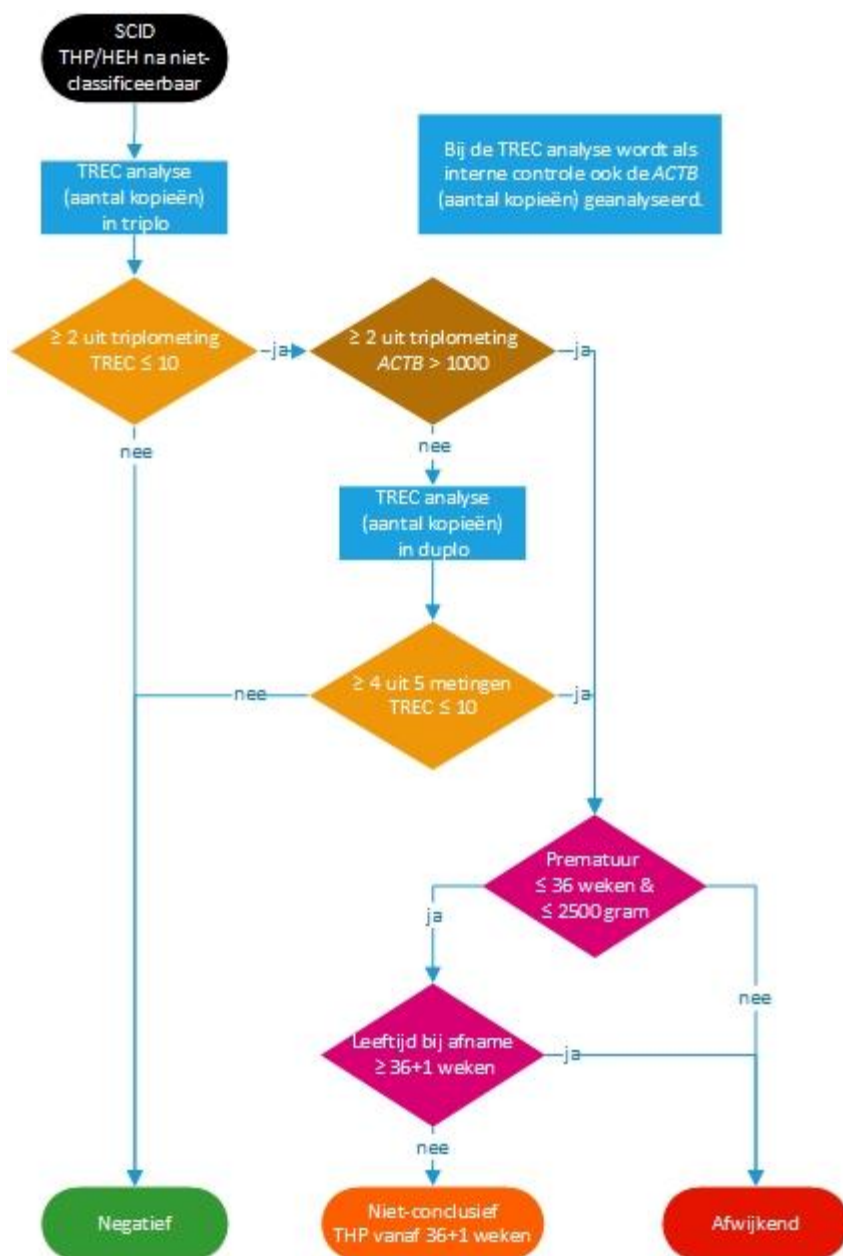 SCID
THP/HEH na niet-
classificeerbaar
TREC analyse
(aantal kopieën)
in triplo
Bij de TREC analyse wordt als
interne controle ook de ACTB
(aantal kopieën) geanalyseerd.
≥ 2 uit triplometing
TREC ≤ 10
ja
≥ 2 uit triplometing
ACTB > 1000
ja
nee
nee
TREC analyse
(aantal kopieën)
in duplo
nee
≥ 4 uit 5 metingen
TREC ≤ 10
ja
Prematuur
≤ 36 weken &
≤ 2500 gram
ja
nee
Leeftijd bij afname
≥ 36+1 weken
ja
nee
Negatief
Niet-conclusief
THP vanaf 36+1 weken
Afwijkend